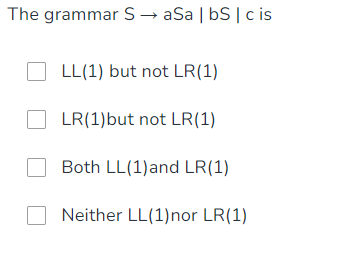 The grammar S → aSa | bS | c is
LL(1) but not LR(1)
LR(1)but not LR(1)
Both LL(1)and LR(1)
Neither LL(1)nor LR(1)